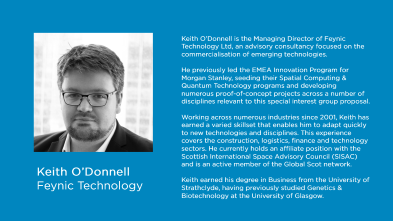 Keith O'Donnell is the Managing Director of Feynic
Technology Ltd, an advisory consultancy focused on the
commercialisation of emerging technologies.
He previously led the EMEA Innovation Program for
Morgan Stanley, seeding their Spatial Computing &
Quantum Technology programs and developing
numerous proof-of-concept projects across a number of
disciplines relevant to this special interest group proposal.
Working across numerous industries since 2001, Keith has
earned a varied skillset that enables him to adapt quickly
to new technologies and disciplines. This experience
covers the construction, logistics, finance and technology
sectors. He currently holds an affiliate position with the
Scottish International Space Advisory Council (SISAC)
and is an active member of the Global Scot network.
Keith earned his degree in Business from the University of
Strathclyde, having previously studied Genetics &
Biotechnology at the University of Glasgow.
Keith O'Donnell
Feynic Technology